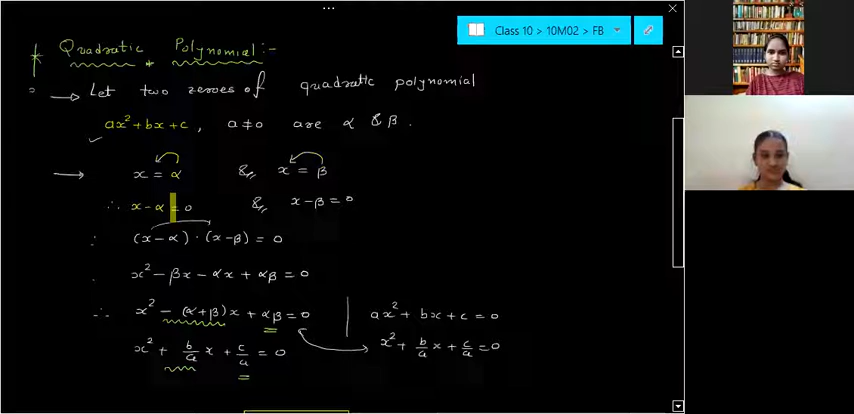 Class 10 > 10M02 > FB
* Quadratic Polynomial :-
→ Let two zeroes of quadratic polynomial
ax² + bx + c, a≠0 are α & β.
→ x = α & x = β
∴ x - α = 0 & x - β = 0
∴ (x - α) · (x - β) = 0
x² - βx - αx + αβ = 0
∴ x² - (α + β)x + αβ = 0
ax² + bx + c = 0
x² + b/a x + c/a = 0
x² + b/a x + c/a = 0